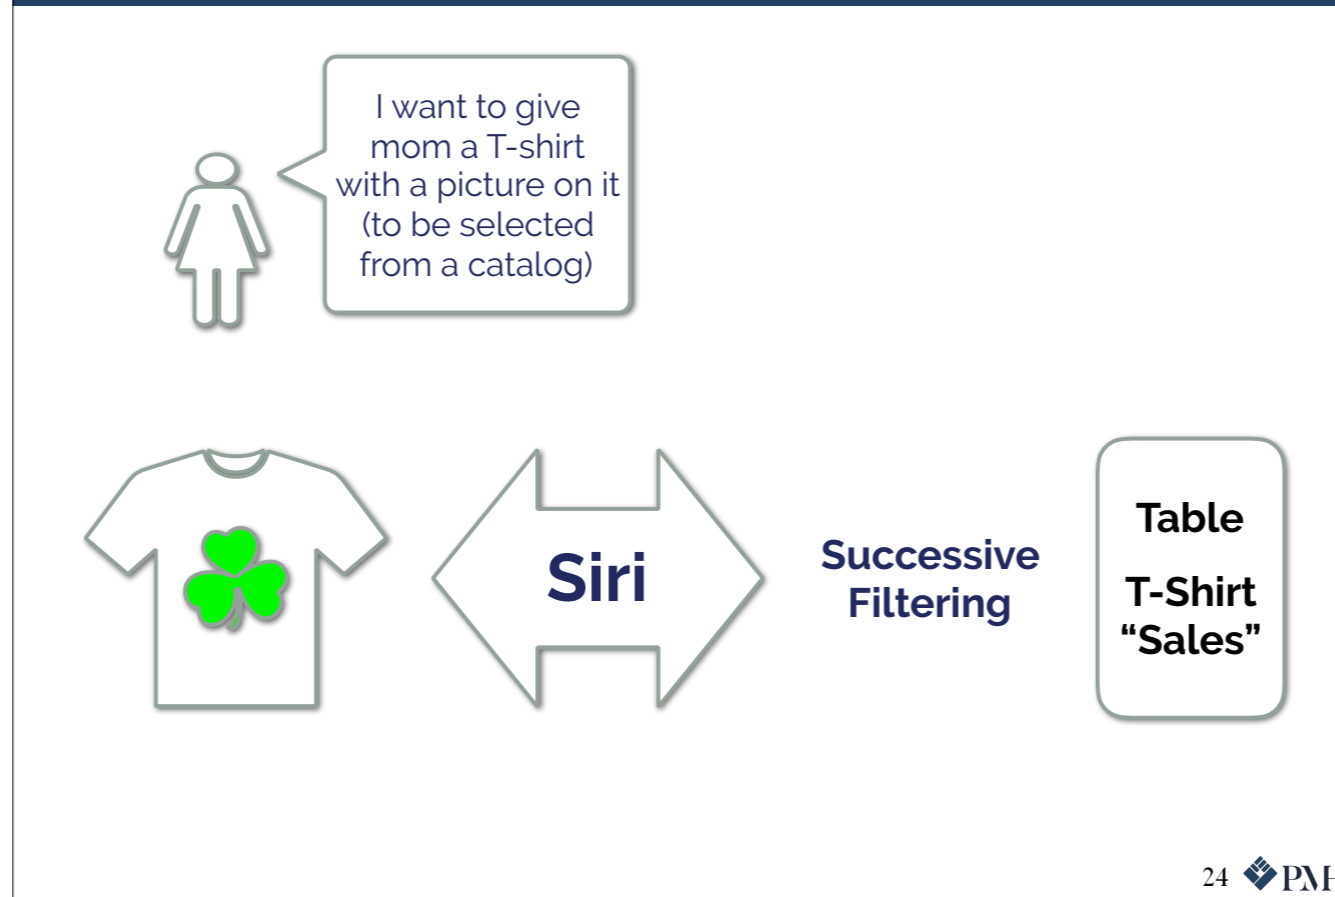 I want to give
mom a T-shirt
with a picture on it
(to be selected
from a catalog)
Siri
Successive
Filtering
Table
T-Shirt
“Sales”
24